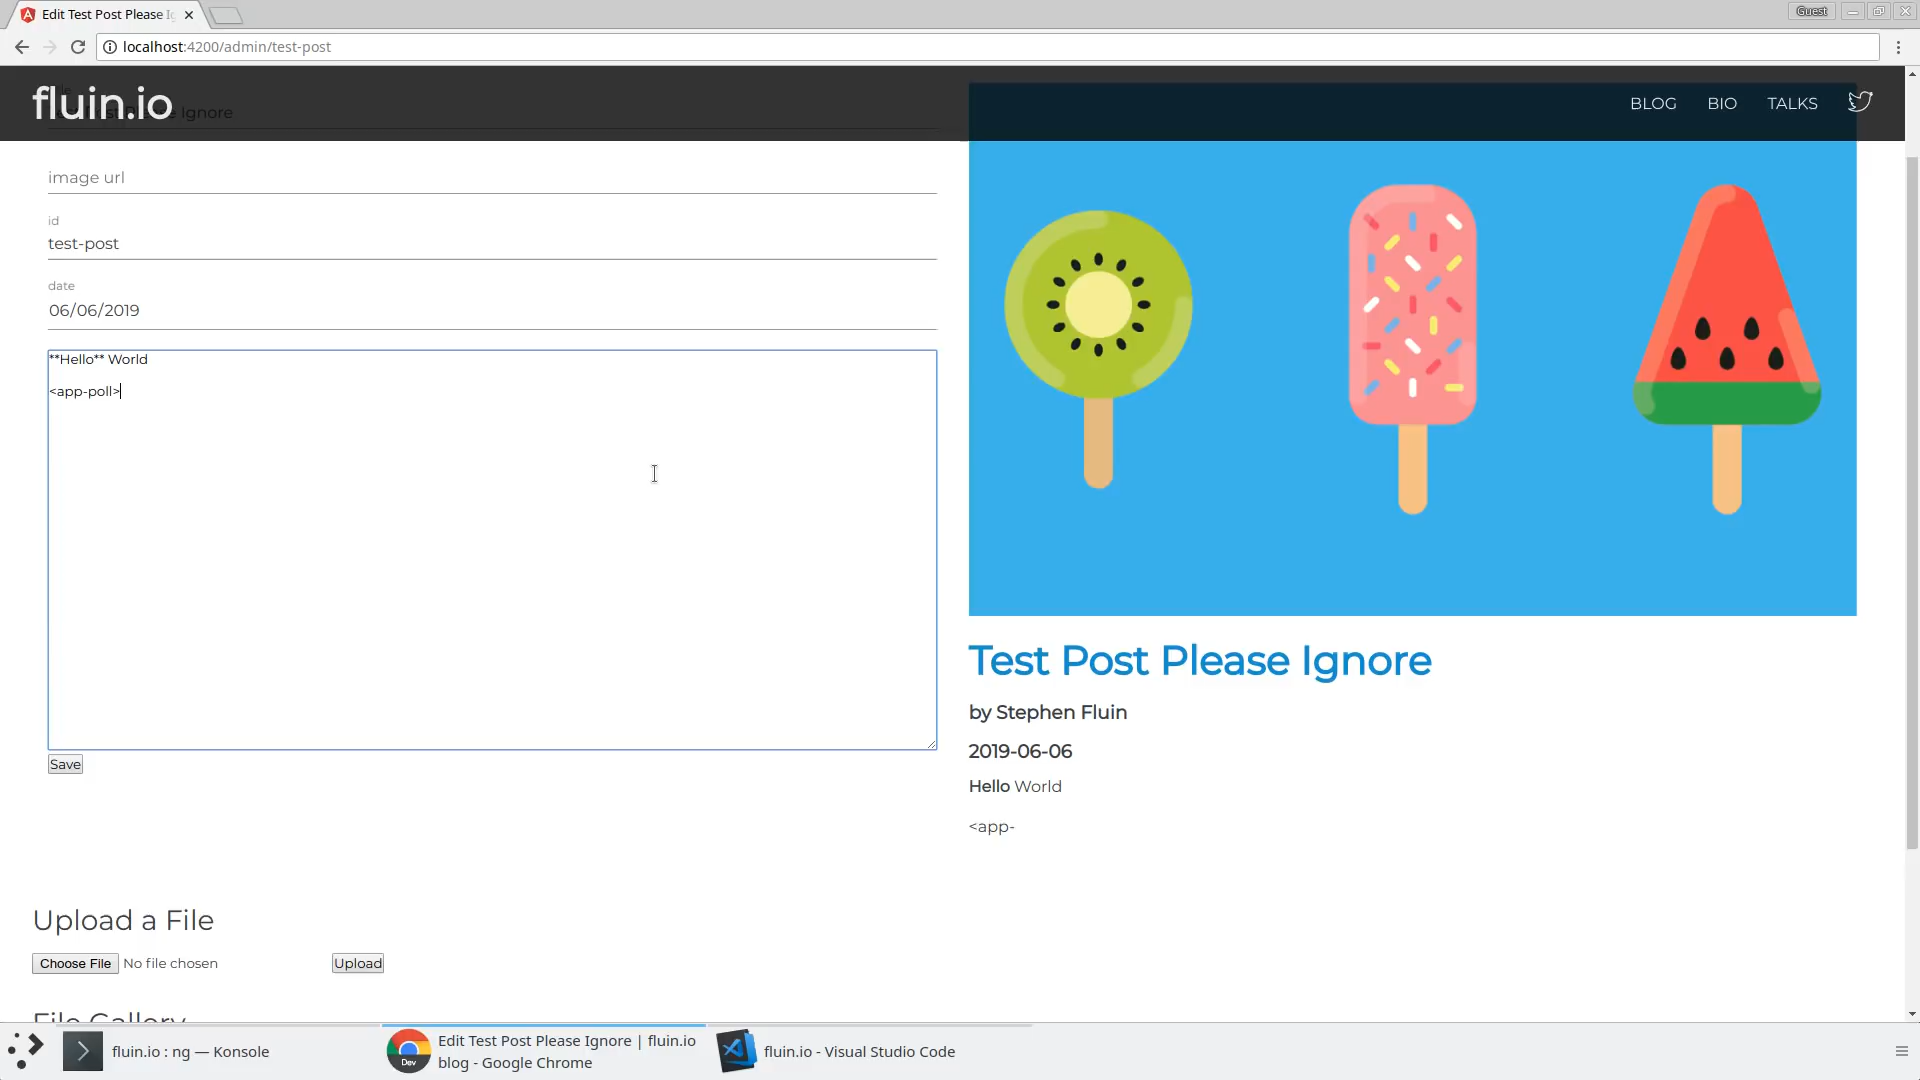 Edit Test Post Please Ig
Guest
localhost:4200/admin/test-post
fluin.io
Ignore
BLOG
BIO
TALKS
image url
id
test-post
date
06/06/2019
**Hello** World
<app-poll>
Save
Test Post Please Ignore
by Stephen Fluin
2019-06-06
Hello World
<app-
Upload a File
Choose File No file chosen
Upload
File Gallery
fluin.io : ng — Konsole
Dev
Edit Test Post Please Ignore | fluin.io
blog - Google Chrome
fluin.io - Visual Studio Code